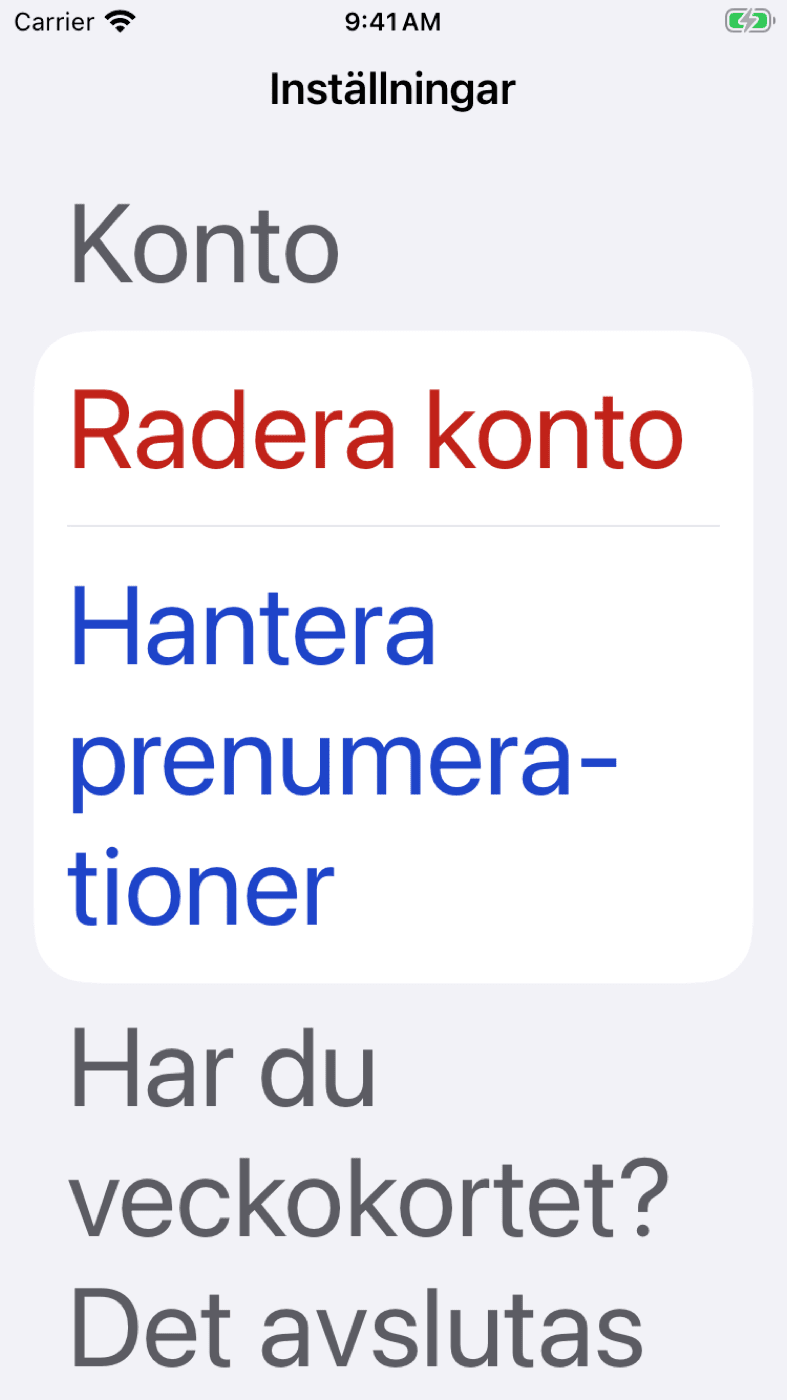 Carrier 9:41 AM
Inställningar
Konto
Radera konto
Hantera
prenumera-
tioner
Har du
veckokortet?
Det avslutas